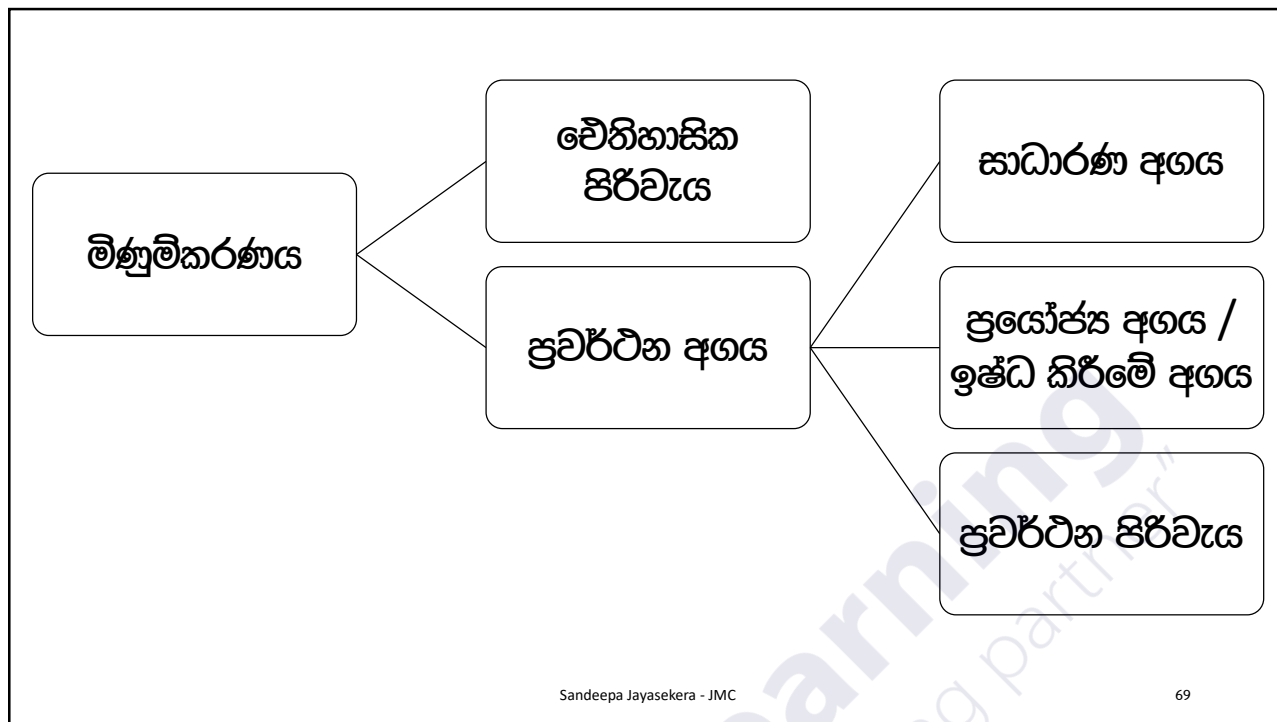 මිණුම්කරණය
ඓතිහාසික
පිරිවැය
ප්‍රවර්ථන අගය
සාධාරණ අගය
ප්‍රයෝජ්‍ය අගය /
ඉෂ්ධ කිරීමේ අගය
ප්‍රවර්ථන පිරිවැය
Sandeepa Jayasekera - JMC
69